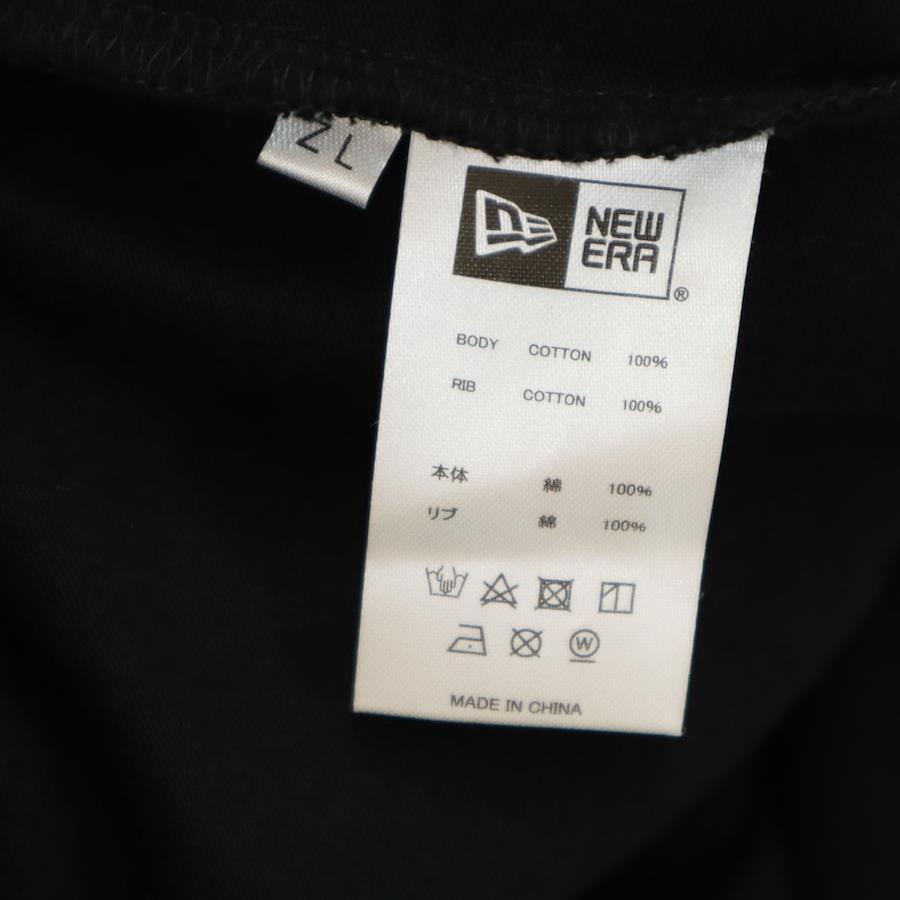 ZL
NEW
ERA
®
BODY COTTON 100%
RIB COTTON 100%
本体 綿 100%
リブ 綿 100%
W
MADE IN CHINA